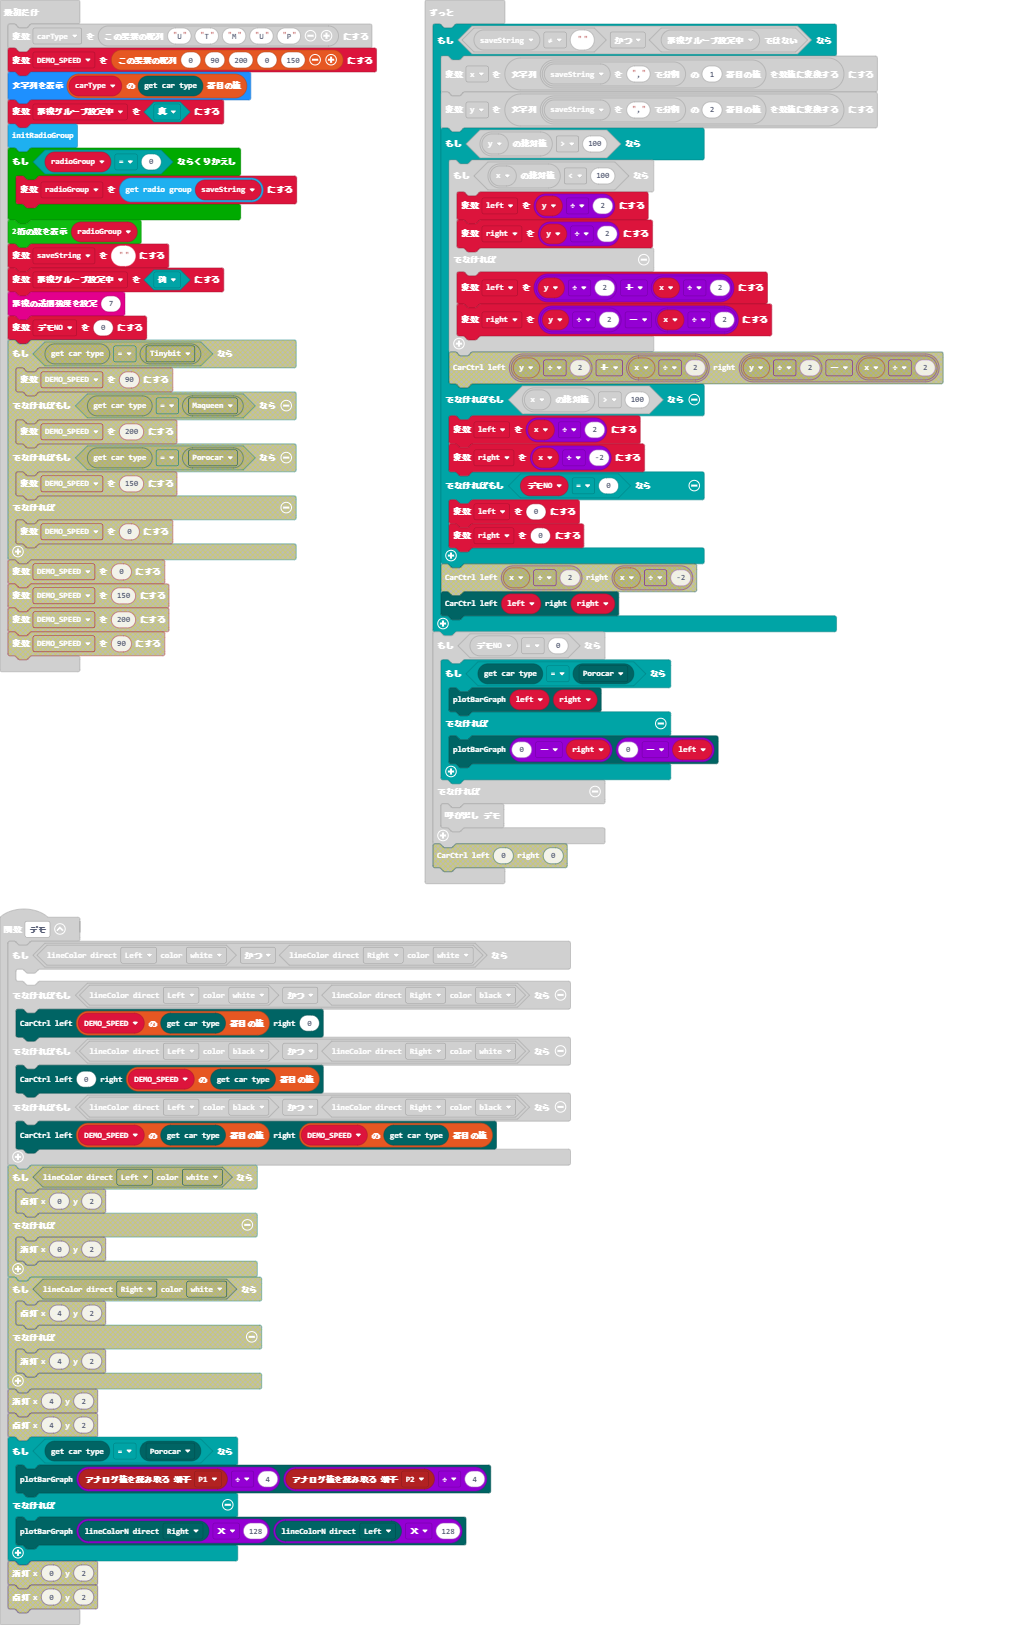 最初だけ
変数 carType を この要素の配列 "U" "T" "M" "U" "P" にする
変数 DEMO_SPEED を この要素の配列 0 90 200 0 150 にする
文字列を表示 carType の get car type 番目の値
変数 無線グループ設定中 を 真 にする
initRadioGroup
もし radioGroup = 0 ならくりかえし
変数 radioGroup を get radio group saveString にする
2桁の数を表示 radioGroup
変数 saveString を "" にする
変数 無線グループ設定中 を 偽 にする
無線の送信強度を設定 7
変数 デモNO を 0 にする
もし get car type = Tinybit なら
変数 DEMO_SPEED を 90 にする
でなければもし get car type = Maqueen なら
変数 DEMO_SPEED を 200 にする
でなければもし get car type = Porocar なら
変数 DEMO_SPEED を 150 にする
でなければ
変数 DEMO_SPEED を 0 にする
変数 DEMO_SPEED を 0 にする
変数 DEMO_SPEED を 150 にする
変数 DEMO_SPEED を 200 にする
変数 DEMO_SPEED を 90 にする
ずっと
もし saveString ≠ "" かつ 無線グループ設定中 ではない なら
変数 x を 文字列 saveString を "," で分割 の 1 番目の値 を数値に変換する にする
変数 y を 文字列 saveString を "," で分割 の 2 番目の値 を数値に変換する にする
もし y の絶対値 > 100 なら
もし x の絶対値 < 100 なら
変数 left を y ÷ 2 にする
変数 right を y ÷ 2 にする
でなければ
変数 left を y ÷ 2 + x ÷ 2 にする
変数 right を y ÷ 2 - x ÷ 2 にする
CarCtrl left y ÷ 2 + x ÷ 2 right y ÷ 2 - x ÷ 2
でなければもし x の絶対値 > 100 なら
変数 left を x ÷ 2 にする
変数 right を x ÷ -2 にする
でなければもし デモNO = 0 なら
変数 left を 0 にする
変数 right を 0 にする
CarCtrl left x ÷ 2 right x ÷ -2
CarCtrl left left right right
もし デモNO = 0 なら
もし get car type = Porocar なら
plotBarGraph left right
でなければ
plotBarGraph 0 - right 0 - left
でなければ
呼び出し デモ
CarCtrl left 0 right 0
関数 デモ
もし lineColor direct Left color white かつ lineColor direct Right color white なら
でなければもし lineColor direct Left color white かつ lineColor direct Right color black なら
CarCtrl left DEMO_SPEED の get car type 番目の値 right 0
でなければもし lineColor direct Left color black かつ lineColor direct Right color white なら
CarCtrl left 0 right DEMO_SPEED の get car type 番目の値
でなければもし lineColor direct Left color black かつ lineColor direct Right color black なら
CarCtrl left DEMO_SPEED の get car type 番目の値 right DEMO_SPEED の get car type 番目の値
もし lineColor direct Left color white なら
点灯 x 0 y 2
でなければ
消灯 x 0 y 2
もし lineColor direct Right color white なら
点灯 x 4 y 2
でなければ
消灯 x 4 y 2
消灯 x 4 y 2
点灯 x 4 y 2
もし get car type = Porocar なら
plotBarGraph アナログ値を読み取る 端子 P1 ÷ 4 アナログ値を読み取る 端子 P2 ÷ 4
でなければ
plotBarGraph lineColorN direct Right × 128 lineColorN direct Left × 128
消灯 x 0 y 2
点灯 x 0 y 2